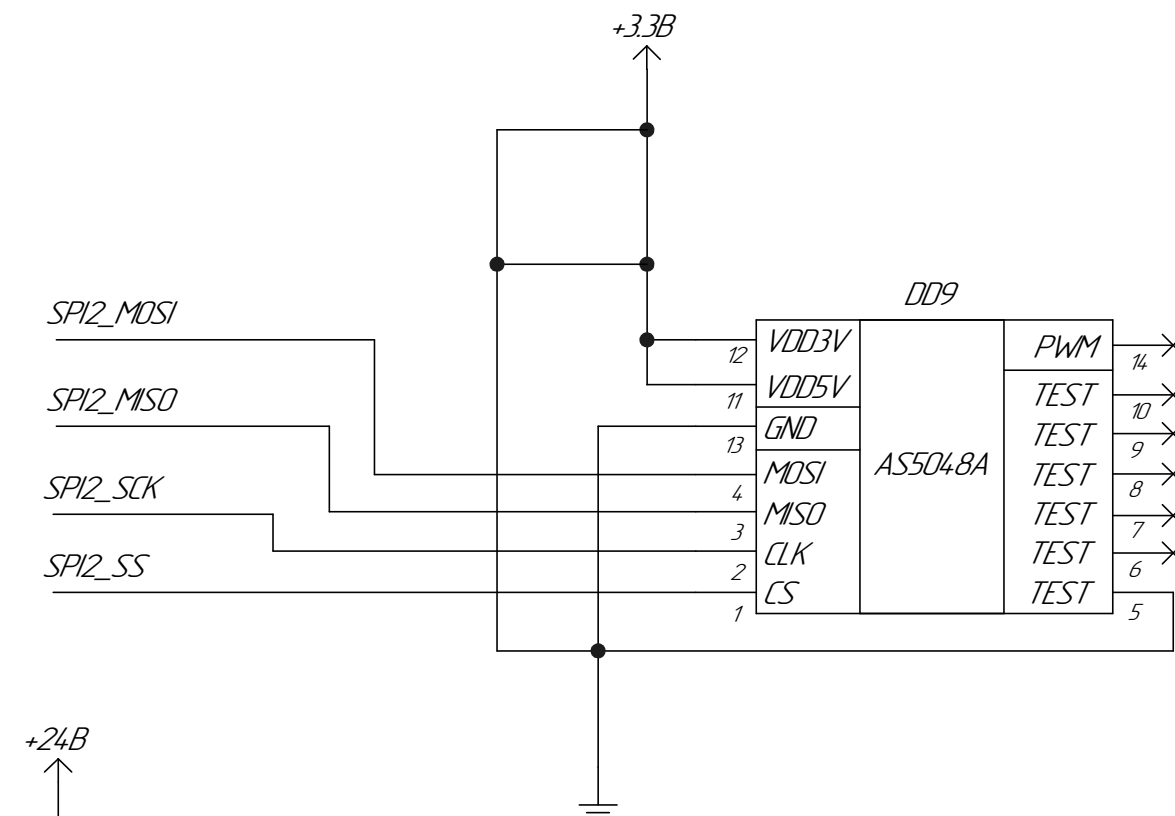 +3.3В
DD9
SPI2_MOSI
VDD3V
PWM
12
14
SPI2_MISO
VDD5V
TEST
11
10
GND
TEST
13
9
AS5048A
SPI2_SCK
MOSI
TEST
4
8
MISO
TEST
3
7
SPI2_SS
CLK
TEST
2
6
CS
TEST
1
5
+24В